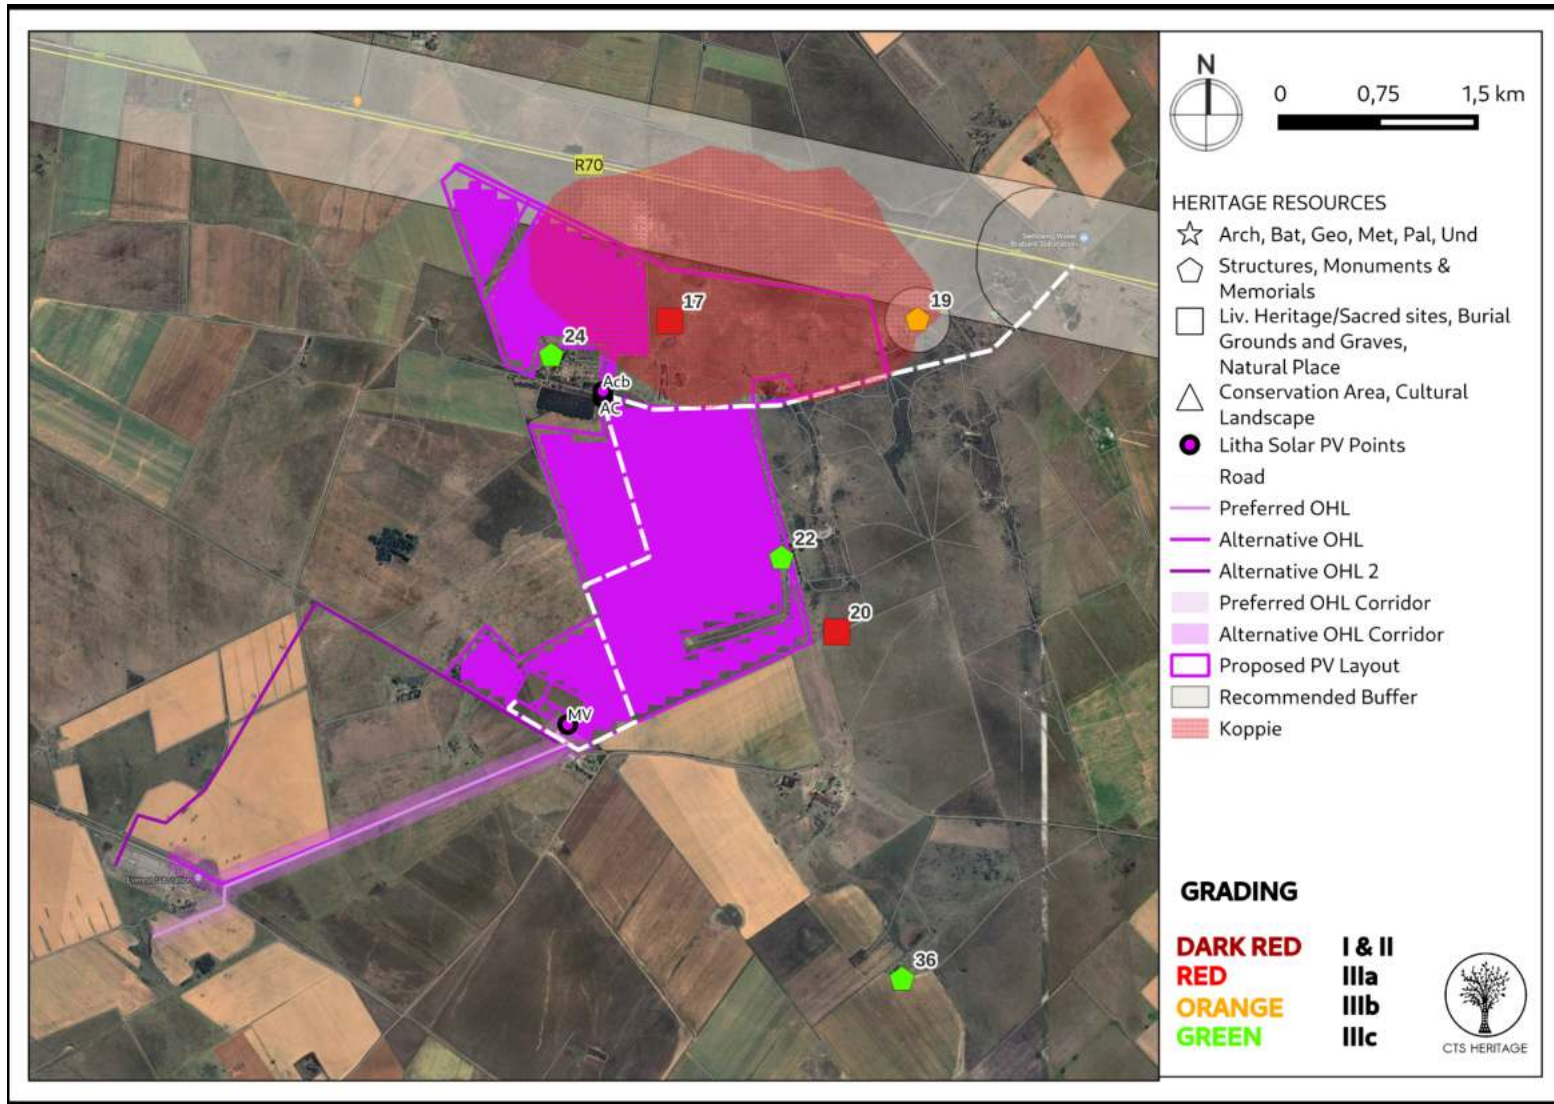 R70
17
19
24
Acb
AC
22
20
MV
36
N
0 0,75 1,5 km
HERITAGE RESOURCES
Arch, Bat, Geo, Met, Pal, Und
Structures, Monuments &
Memorials
Liv. Heritage/Sacred sites, Burial
Grounds and Graves,
Natural Place
Conservation Area, Cultural
Landscape
Litha Solar PV Points
Road
Preferred OHL
Alternative OHL
Alternative OHL 2
Preferred OHL Corridor
Alternative OHL Corridor
Proposed PV Layout
Recommended Buffer
Koppie
GRADING
DARK RED I & II
RED IIIa
ORANGE IIIb
GREEN IIIc
CTS HERITAGE